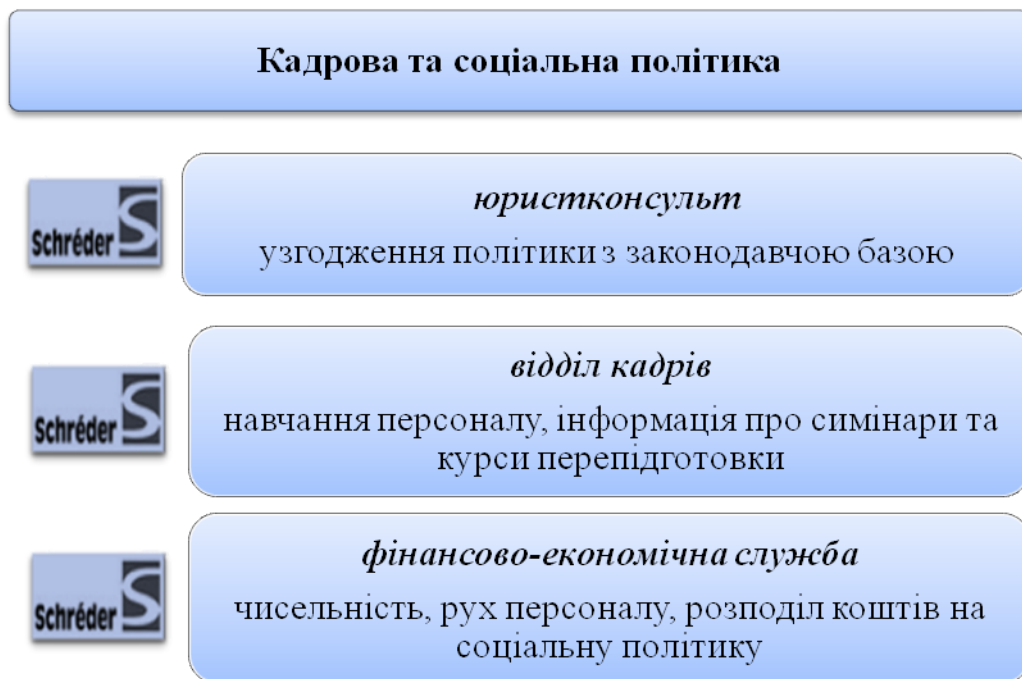 Кадрова та соціальна політика
Schréder
юристконсульт
узгодження політики з законодавчою базою
Schréder
відділ кадрів
навчання персоналу, інформація про симінари та
курси перепідготовки
Schréder
фінансово-економічна служба
чисельність, рух персоналу, розподіл коштів на
соціальну політику